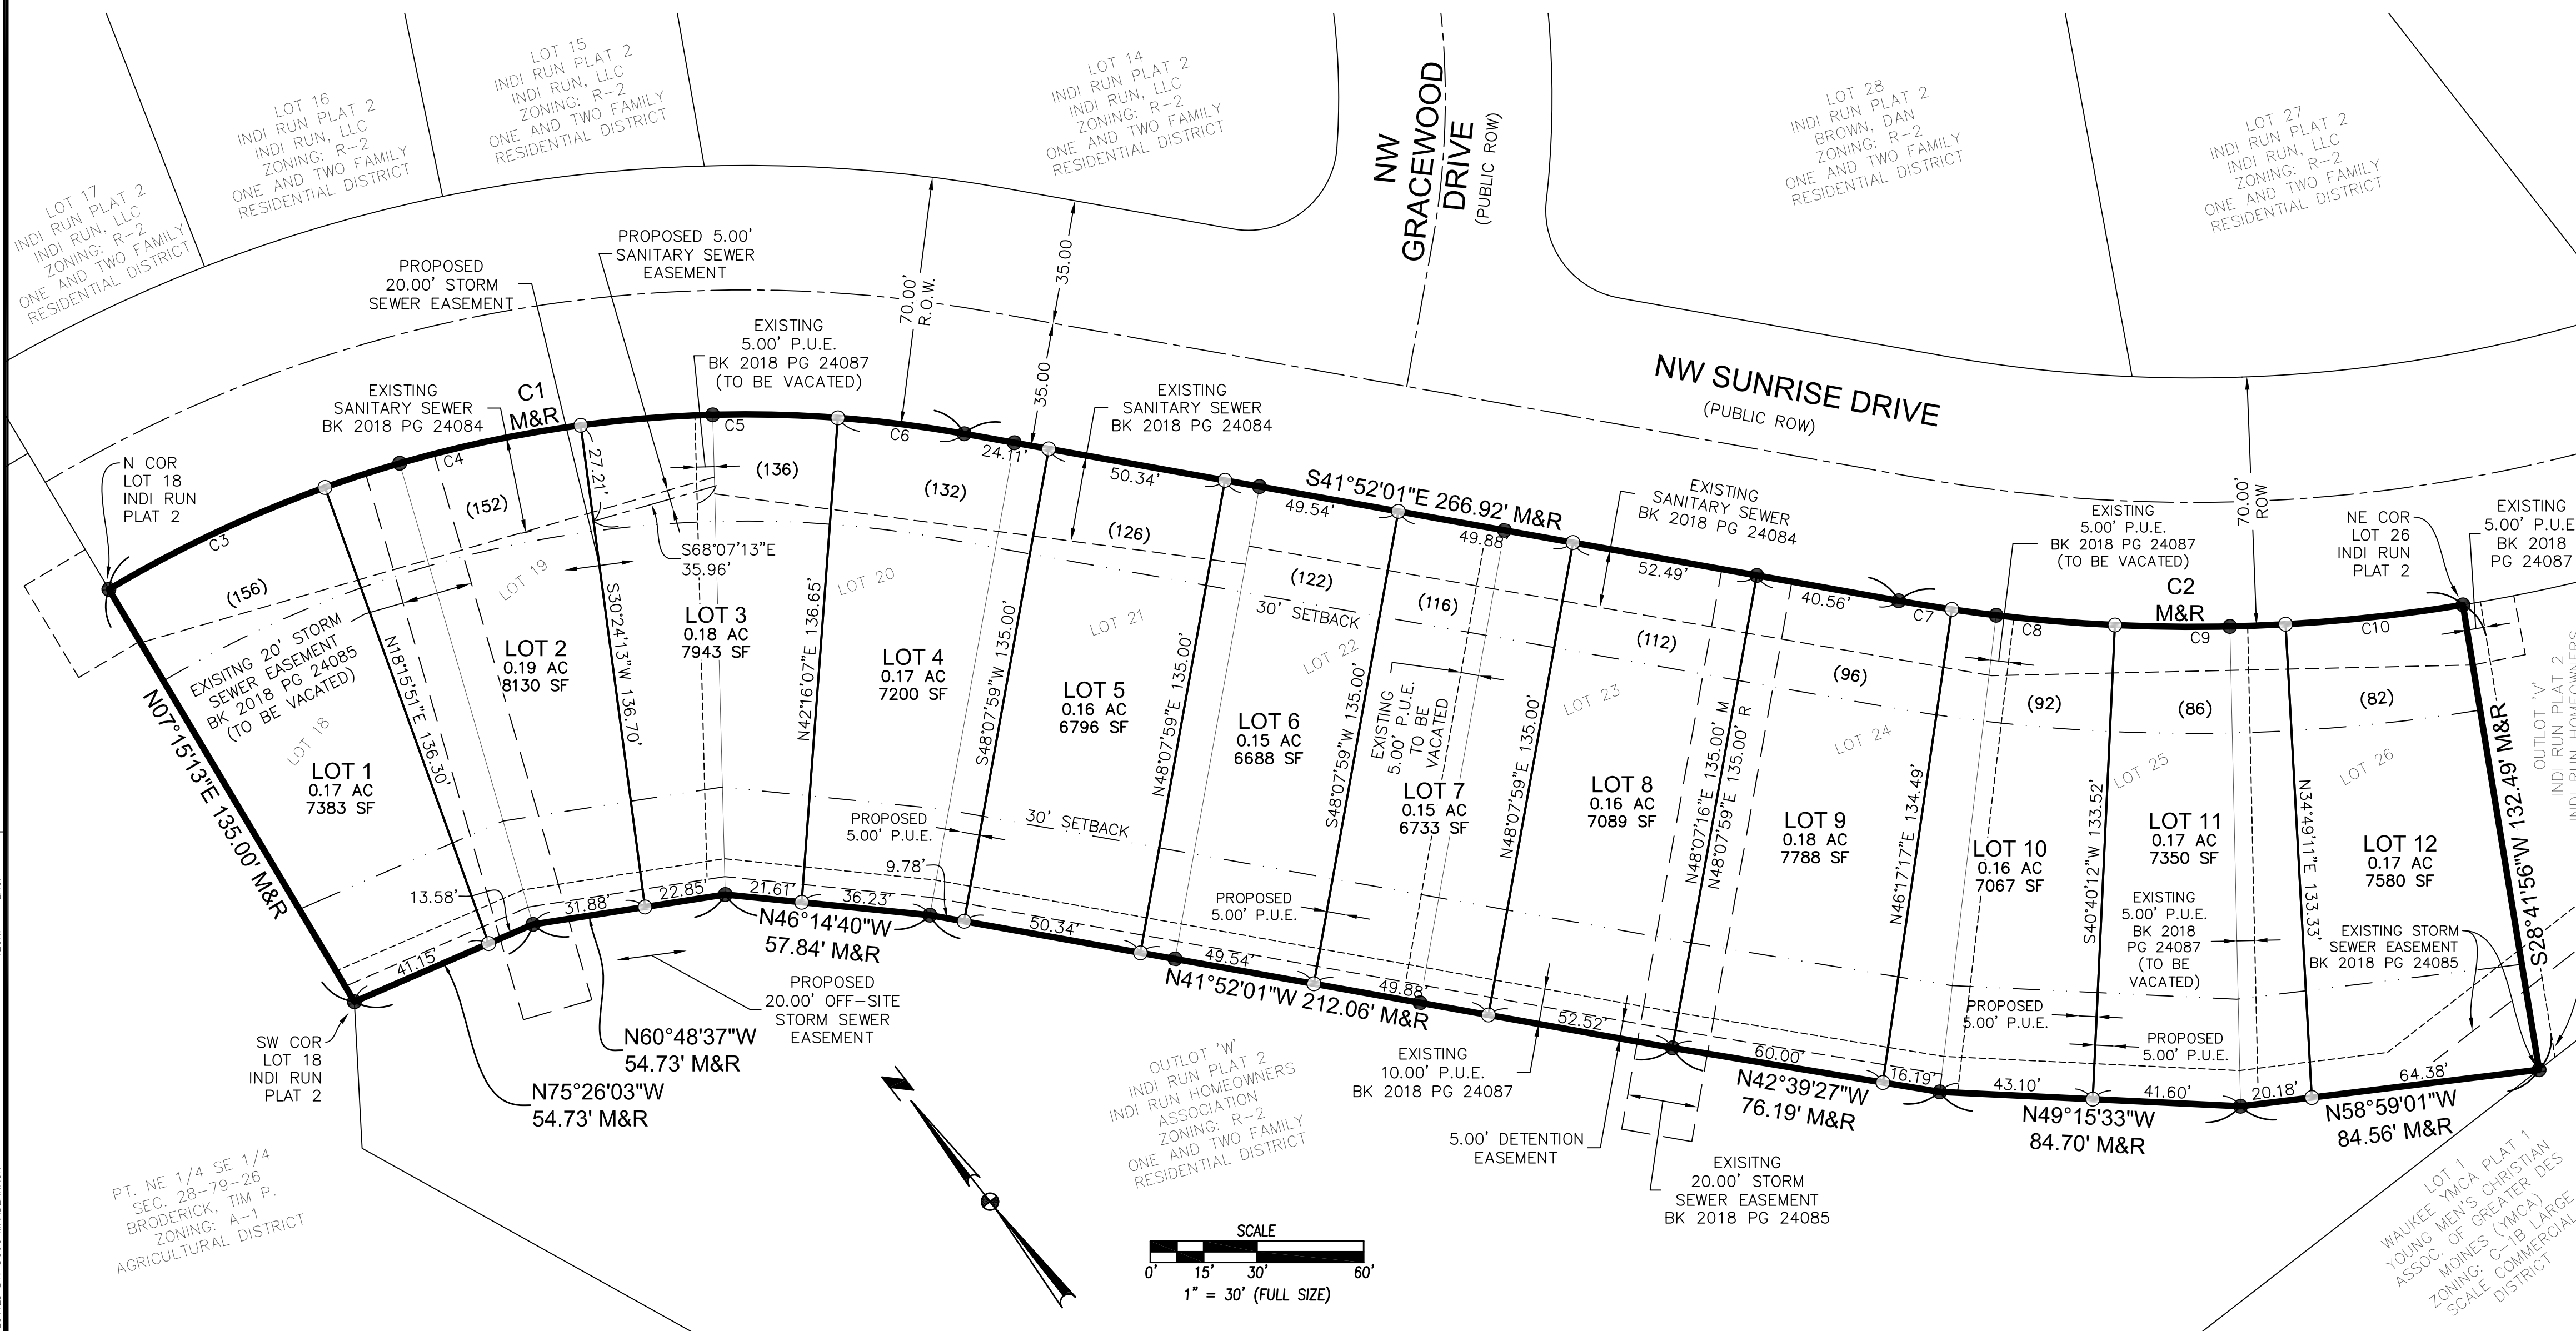 LOT 17
INDI RUN PLAT 2
INDI RUN, LLC
ZONING: R-2
ONE AND TWO FAMILY
RESIDENTIAL DISTRICT
LOT 16
INDI RUN PLAT 2
INDI RUN, LLC
ZONING: R-2
ONE AND TWO FAMILY
RESIDENTIAL DISTRICT
LOT 15
INDI RUN PLAT 2
INDI RUN, LLC
ZONING: R-2
ONE AND TWO FAMILY
RESIDENTIAL DISTRICT
LOT 14
INDI RUN PLAT 2
INDI RUN, LLC
ZONING: R-2
ONE AND TWO FAMILY
RESIDENTIAL DISTRICT
NW
GRACEWOOD
DRIVE
(PUBLIC ROW)
LOT 28
INDI RUN PLAT 2
BROWN, DAN
ZONING: R-2
ONE AND TWO FAMILY
RESIDENTIAL DISTRICT
LOT 27
INDI RUN PLAT 2
INDI RUN, LLC
ZONING: R-2
ONE AND TWO FAMILY
RESIDENTIAL DISTRICT
PROPOSED
20.00' STORM
SEWER EASEMENT
PROPOSED 5.00'
SANITARY SEWER
EASEMENT
EXISTING
5.00' P.U.E.
BK 2018 PG 24087
(TO BE VACATED)
70.00'
R.O.W.
35.00
35.00
NW SUNRISE DRIVE
(PUBLIC ROW)
EXISTING
SANITARY SEWER
BK 2018 PG 24084
C1
M&R
EXISTING
SANITARY SEWER
BK 2018 PG 24084
EXISTING
SANITARY SEWER
BK 2018 PG 24084
EXISTING
5.00' P.U.E.
BK 2018 PG 24087
(TO BE VACATED)
70.00'
ROW
C2
M&R
NE COR
LOT 26
INDI RUN
PLAT 2
EXISTING
5.00' P.U.E
BK 2018
PG 24087
N COR
LOT 18
INDI RUN
PLAT 2
C3
C4
C5
C6
24.11'
50.34'
49.54'
S41°52'01"E 266.92' M&R
49.88'
52.49'
40.56'
C7
C8
C9
C10
27.21'
S68°07'13"E
35.96'
(156)
(152)
(136)
(132)
(126)
(122)
(116)
(112)
(96)
(92)
(86)
(82)
30' SETBACK
EXISITNG 20' STORM
SEWER EASEMENT
BK 2018 PG 24085
(TO BE VACATED)
LOT 18
LOT 19
LOT 20
LOT 21
LOT 22
LOT 23
LOT 24
LOT 25
LOT 26
N07°15'13"E 135.00' M&R
N18°15'51"E 136.30'
S30°24'13"W 136.70'
N42°16'07"E 136.65'
S48°07'59"W 135.00'
N48°07'59"E 135.00'
S48°07'59"W 135.00'
N48°07'59"E 135.00'
N48°07'16"E 135.00' M
N48°07'59"E 135.00' R
N46°17'17"E 134.49'
S40°40'12"W 133.52'
N34°49'11"E 133.33'
S28°41'56"W 132.49' M&R
EXISTING
5.00' P.U.E.
TO BE
VACATED
LOT 1
0.17 AC
7383 SF
LOT 2
0.19 AC
8130 SF
LOT 3
0.18 AC
7943 SF
LOT 4
0.17 AC
7200 SF
LOT 5
0.16 AC
6796 SF
LOT 6
0.15 AC
6688 SF
LOT 7
0.15 AC
6733 SF
LOT 8
0.16 AC
7089 SF
LOT 9
0.18 AC
7788 SF
LOT 10
0.16 AC
7067 SF
LOT 11
0.17 AC
7350 SF
LOT 12
0.17 AC
7580 SF
OUTLOT 'V'
INDI RUN PLAT 2
INDI RUN HOMEOWNERS
PROPOSED
5.00' P.U.E.
30' SETBACK
PROPOSED
5.00' P.U.E.
EXISTING
5.00' P.U.E.
BK 2018
PG 24087
(TO BE
VACATED)
EXISTING STORM
SEWER EASEMENT
BK 2018 PG 24085
PROPOSED
5.00' P.U.E.
PROPOSED
5.00' P.U.E.
41.15'
13.58'
31.88'
22.85'
21.61'
36.23'
9.78'
50.34'
49.54'
49.88'
52.52'
60.00'
16.19'
43.10'
41.60'
20.18'
64.38'
N46°14'40"W
57.84' M&R
N41°52'01"W 212.06' M&R
PROPOSED
20.00' OFF-SITE
STORM SEWER
EASEMENT
SW COR
LOT 18
INDI RUN
PLAT 2
N60°48'37"W
54.73' M&R
N75°26'03"W
54.73' M&R
EXISTING
10.00' P.U.E.
BK 2018 PG 24087
5.00' DETENTION
EASEMENT
N42°39'27"W
76.19' M&R
N49°15'33"W
84.70' M&R
N58°59'01"W
84.56' M&R
EXISITNG
20.00' STORM
SEWER EASEMENT
BK 2018 PG 24085
OUTLOT 'W'
INDI RUN PLAT 2
INDI RUN HOMEOWNERS
ASSOCIATION
ZONING: R-2
ONE AND TWO FAMILY
RESIDENTIAL DISTRICT
PT. NE 1/4 SE 1/4
SEC. 28-79-26
BRODERICK, TIM P.
ZONING: A-1
AGRICULTURAL DISTRICT
LOT 1
WAUKEE YMCA PLAT 1
YOUNG MEN'S CHRISTIAN
ASSOC. OF GREATER DES
MOINES (YMCA)
ZONING: C-1B LARGE
SCALE COMMERCIAL
DISTRICT
SCALE
0' 15' 30' 60'
1" = 30' (FULL SIZE)